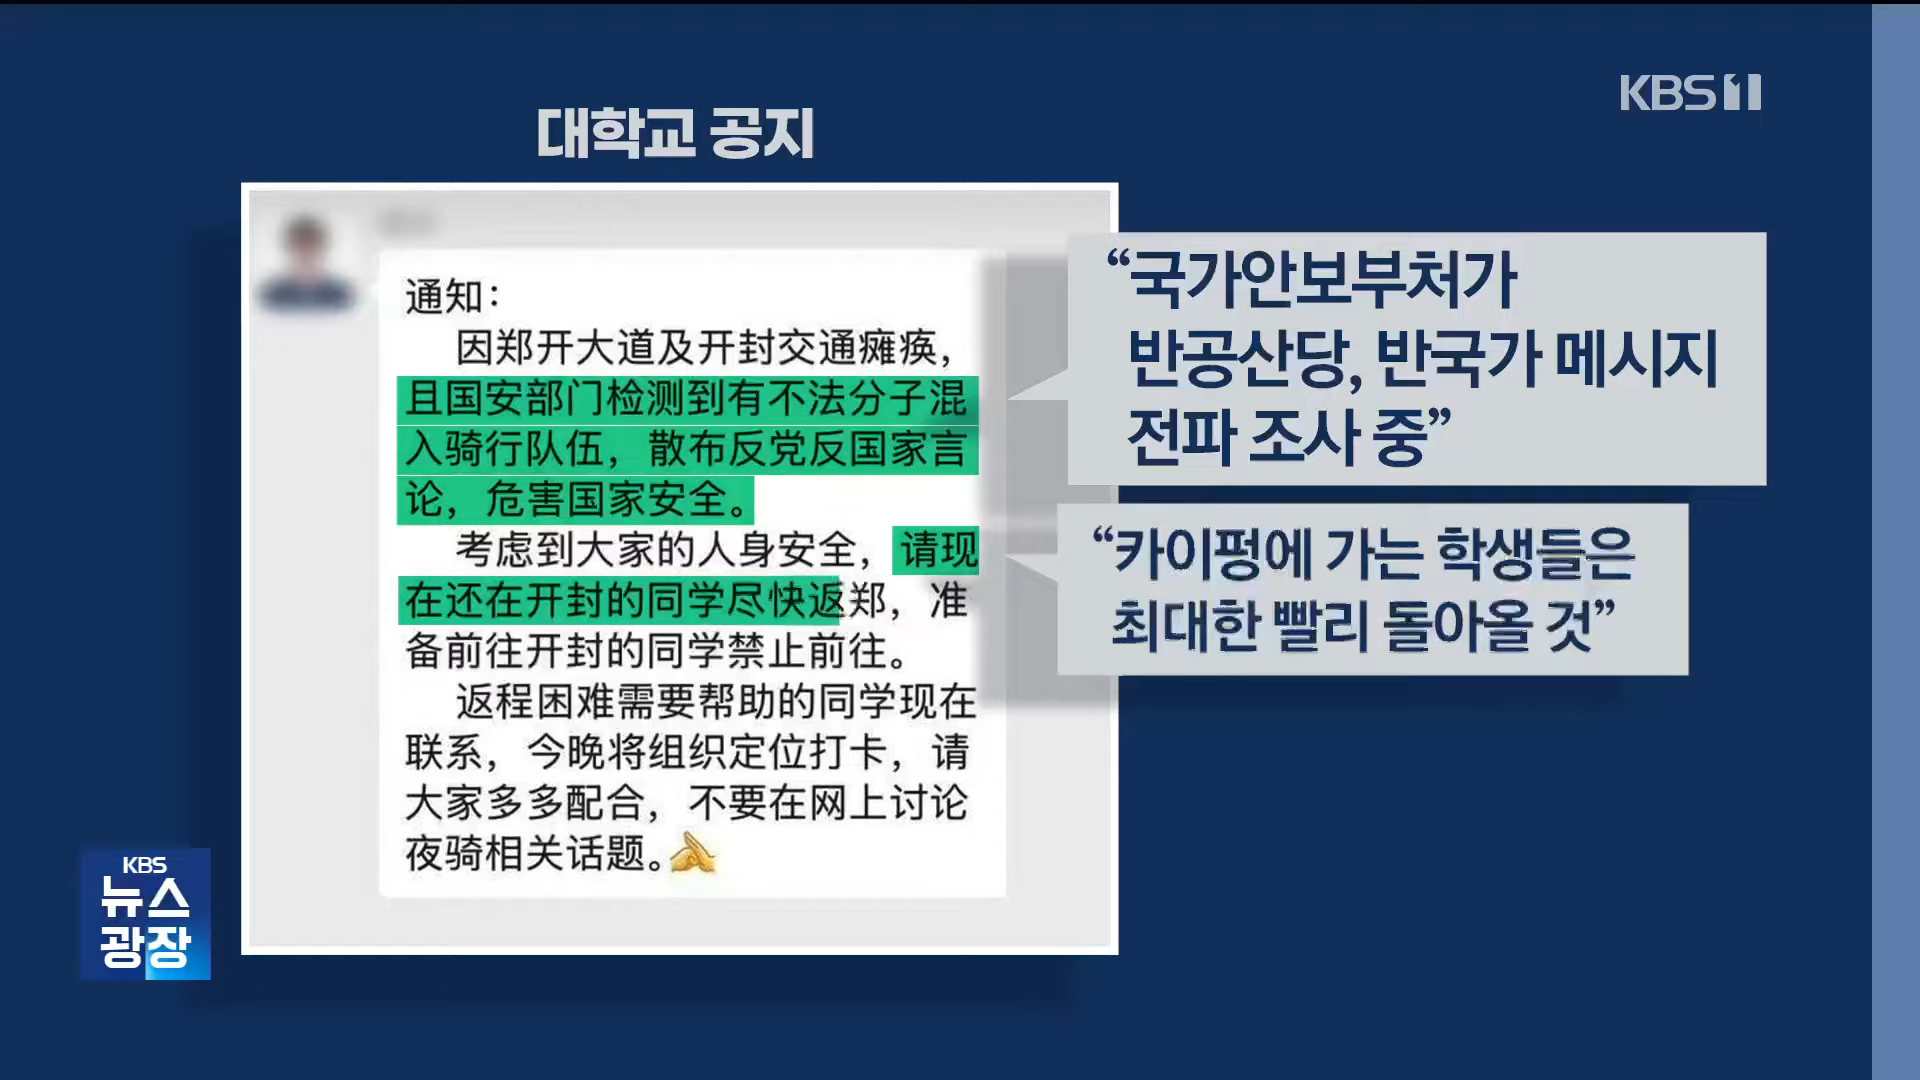 KBS 1
대학교 공지
通知：
因郑开大道及开封交通瘫痪，
且国安部门检测到有不法分子混
入骑行队伍，散布反党反国家言
论，危害国家安全。
考虑到大家的人身安全，请现
在还在开封的同学尽快返郑，准
备前往开封的同学禁止前往。
返程困难需要帮助的同学现在
联系，今晚将组织定位打卡，请
大家多多配合，不要在网上讨论
夜骑相关话题。
“국가안보부처가
반공산당, 반국가 메시지
전파 조사 중”
“카이펑에 가는 학생들은
최대한 빨리 돌아올 것”
KBS
뉴스
광장